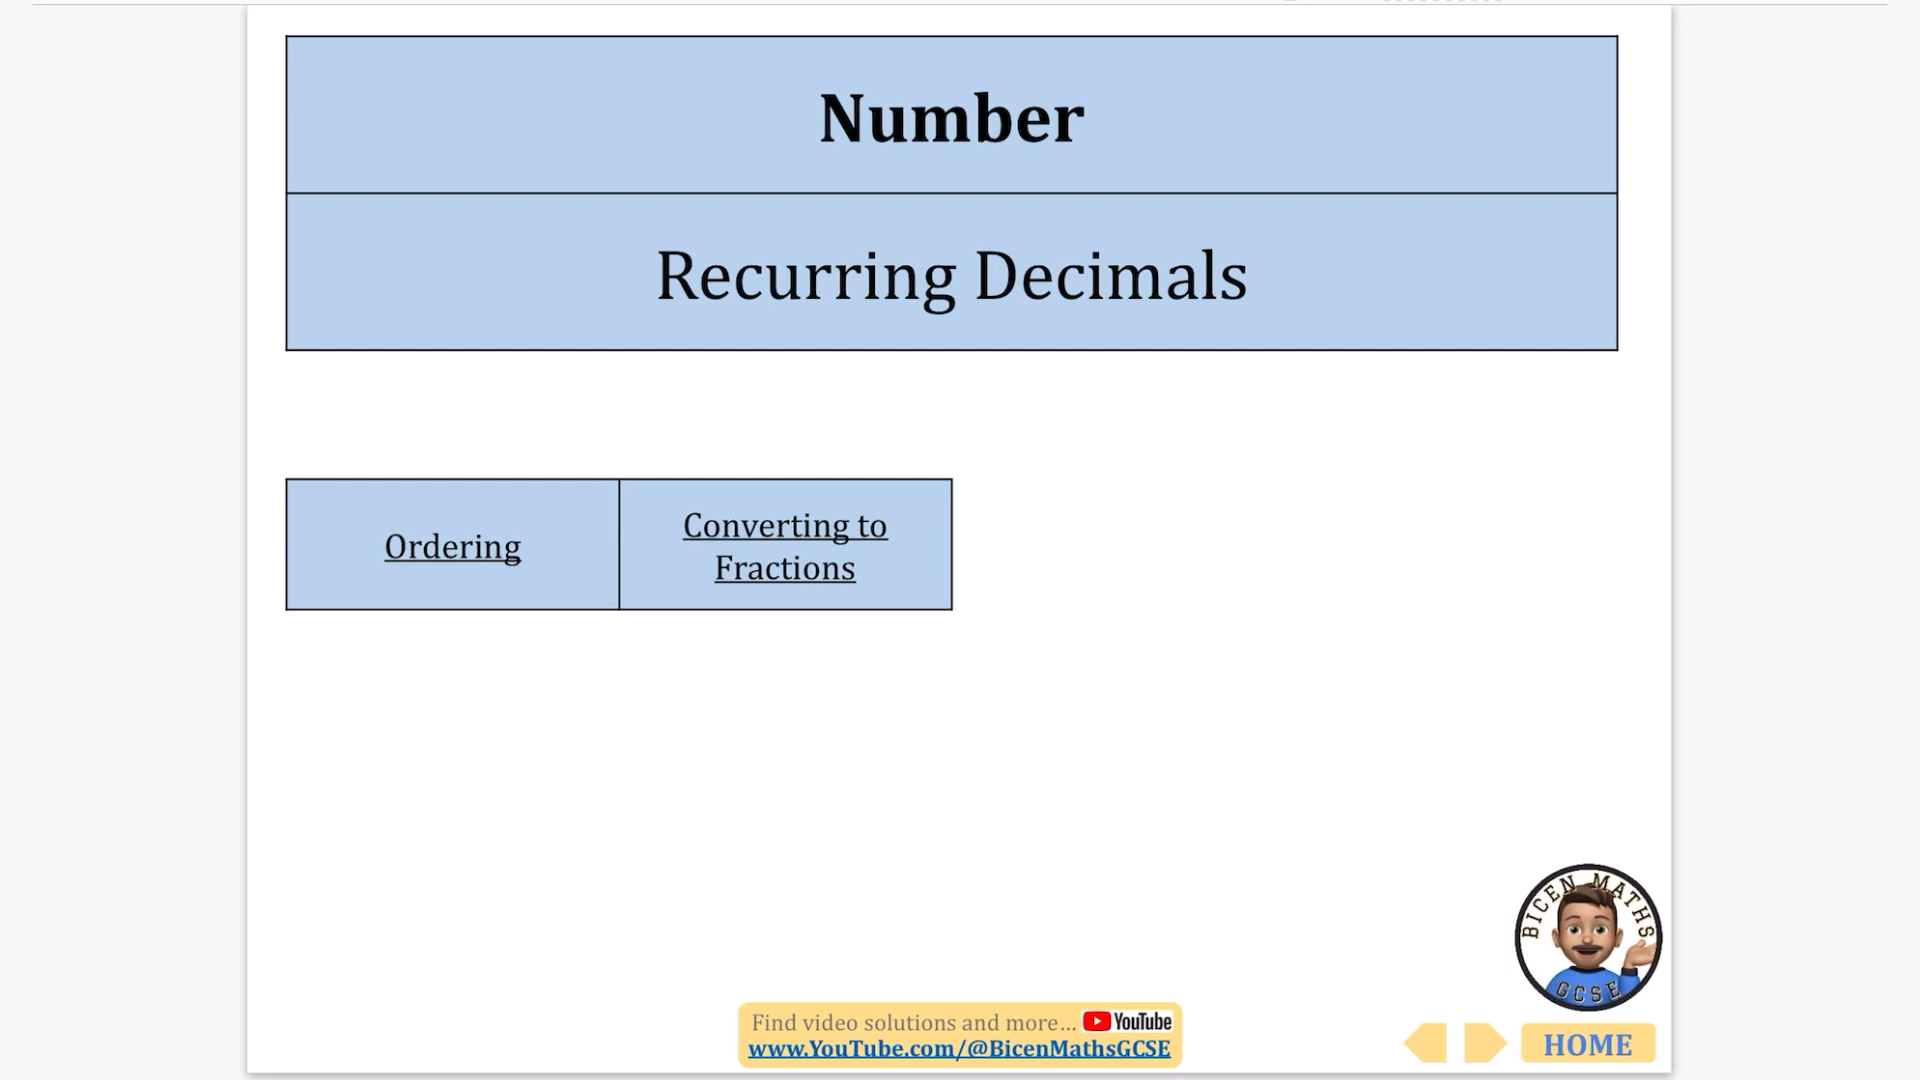 Number
Recurring Decimals
Ordering
Converting to
Fractions
BICEN MATHS
GCSE
Find video solutions and more... YouTube
www.YouTube.com/@BicenMathsGCSE
HOME